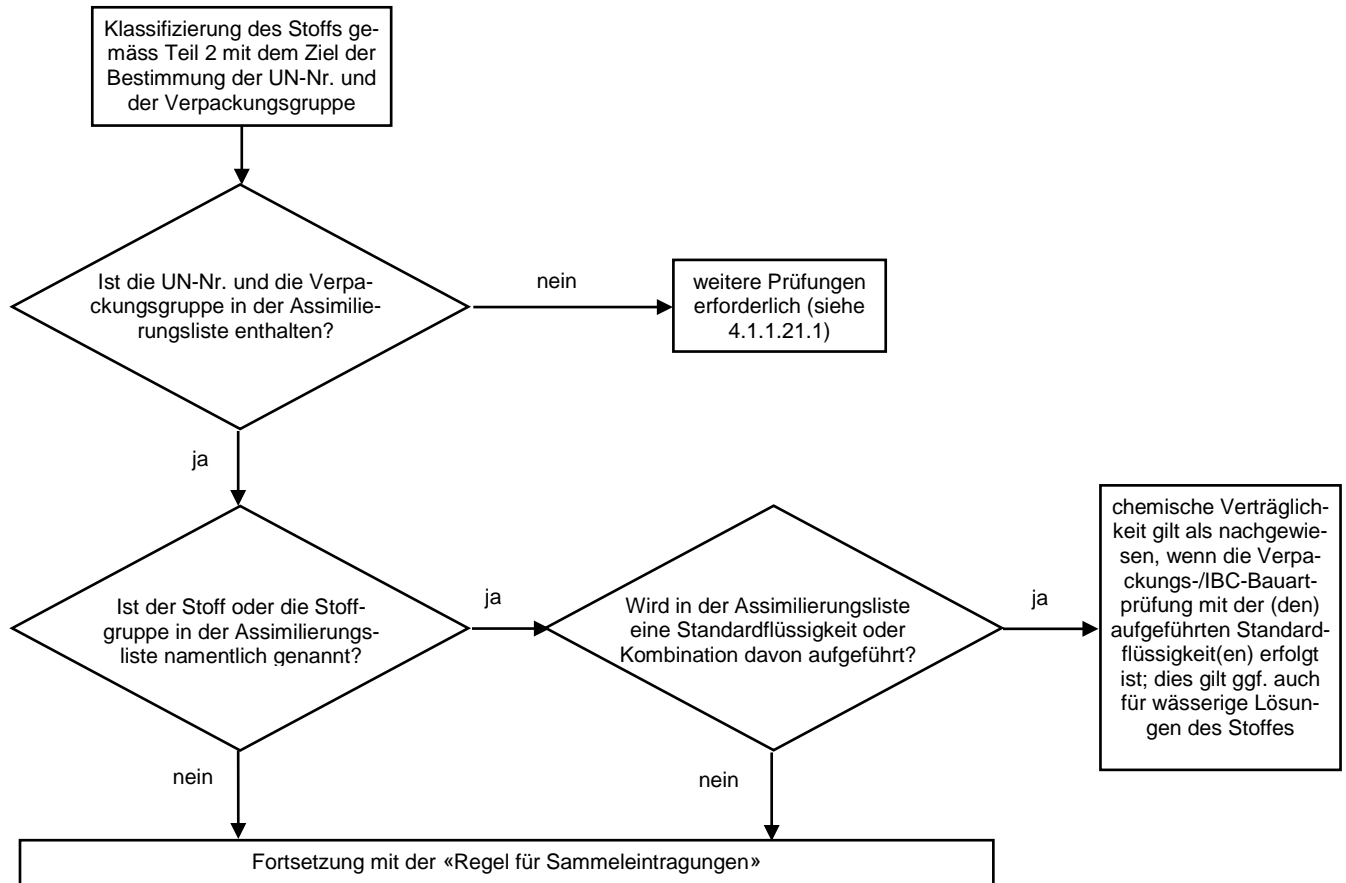 Klassifizierung des Stoffs ge-
mäss Teil 2 mit dem Ziel der
Bestimmung der UN-Nr. und
der Verpackungsgruppe
Ist die UN-Nr. und die Verpa-
ckungsgruppe in der Assimilie-
rungsliste enthalten?
nein
weitere Prüfungen
erforderlich (siehe
4.1.1.21.1)
ja
Ist der Stoff oder die Stoff-
gruppe in der Assimilierungs-
liste namentlich genannt?
ja
Wird in der Assimilierungsliste
eine Standardflüssigkeit oder
Kombination davon aufgeführt?
ja
chemische Verträglich-
keit gilt als nachgewie-
sen, wenn die Verpa-
ckungs-/IBC-Bauart-
prüfung mit der (den)
aufgeführten Standard-
flüssigkeit(en) erfolgt
ist; dies gilt ggf. auch
für wässerige Lösun-
gen des Stoffes
nein
nein
Fortsetzung mit der «Regel für Sammeleintragungen»